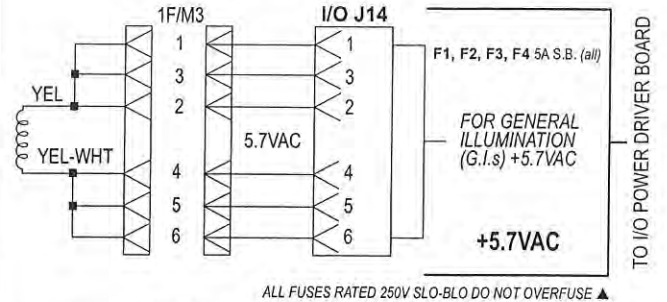 1F/M3
I/O J14
1 1
3 3
2 2
YEL
5.7VAC
YEL-WHT
4 4
5 5
6 6
F1, F2, F3, F4 5A S.B. (all)
FOR GENERAL
ILLUMINATION
(G.I.s) +5.7VAC
+5.7VAC
TO I/O POWER DRIVER BOARD
ALL FUSES RATED 250V SLO-BLO DO NOT OVERFUSE ▲